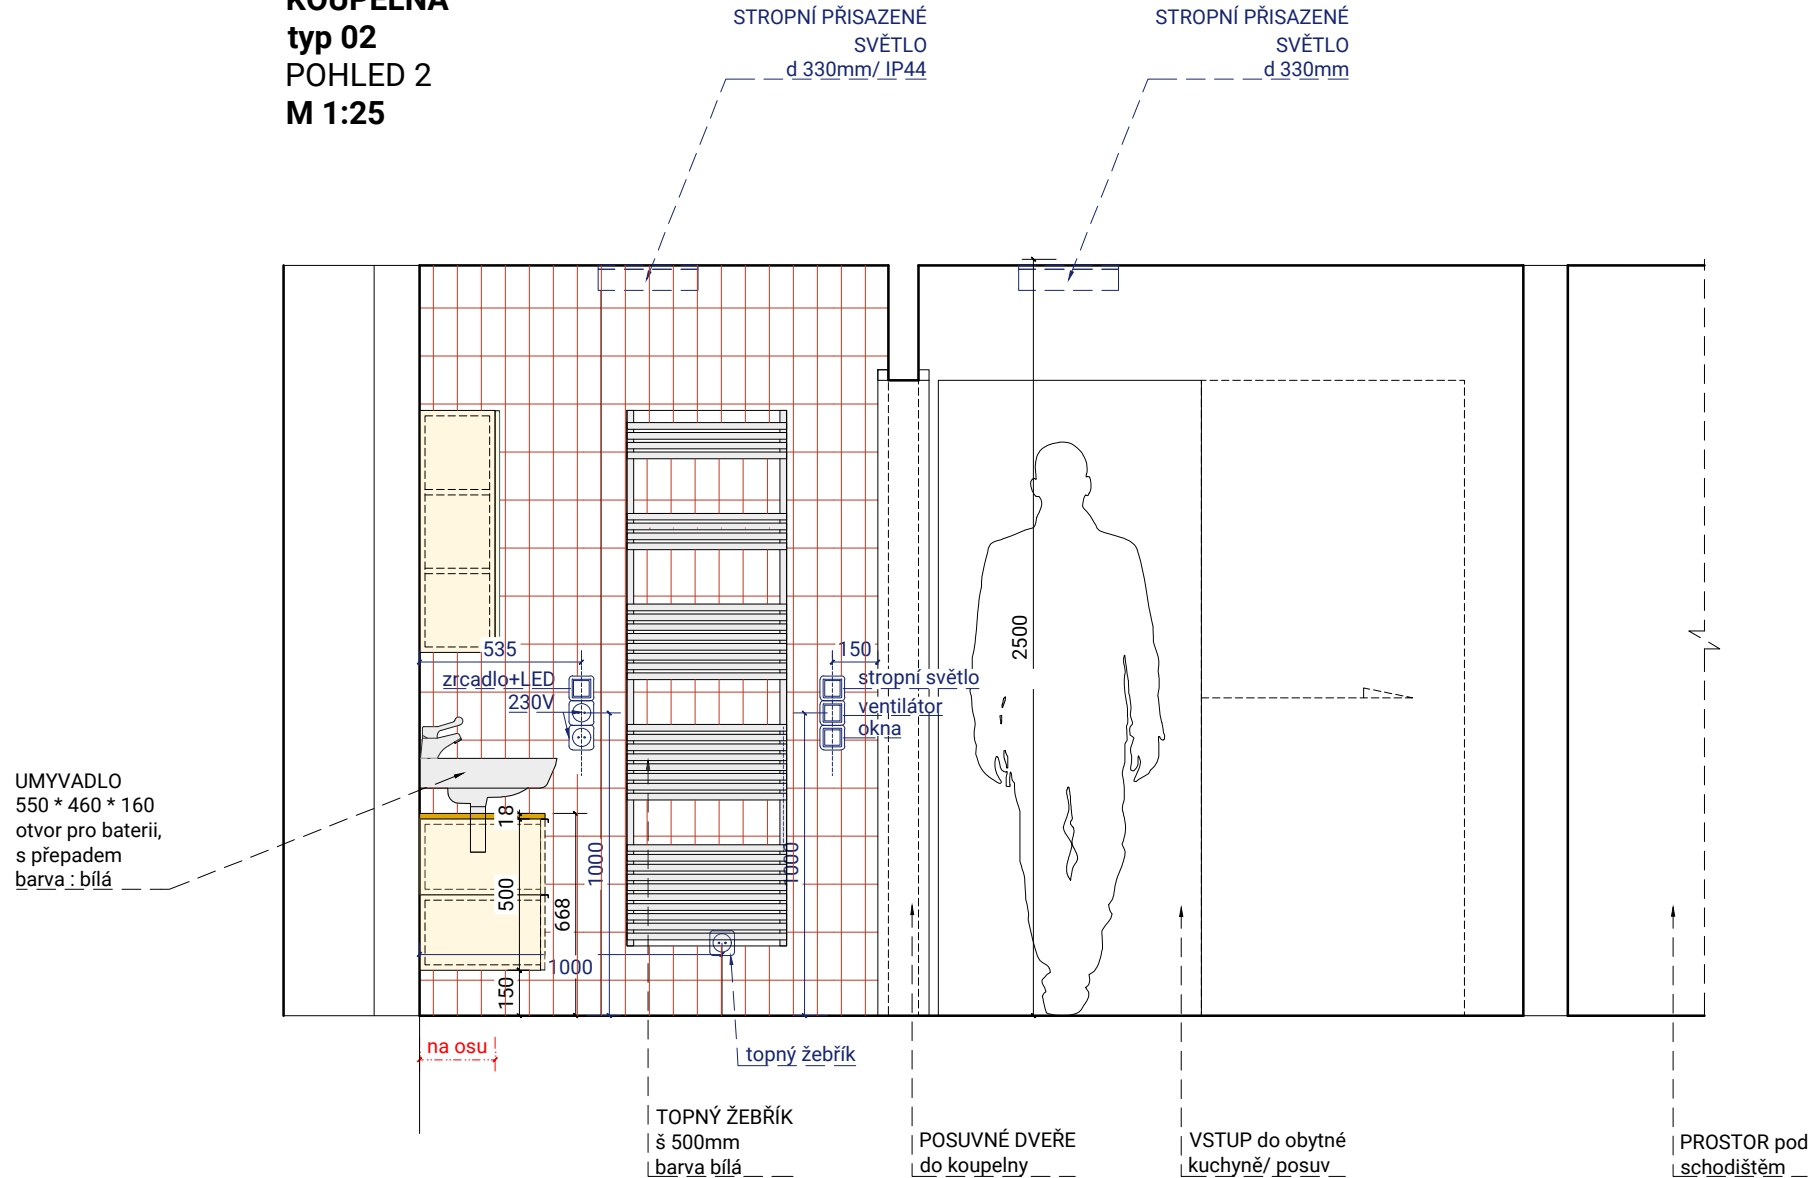 KOUPELNA
typ 02
POHLED 2
M 1:25
STROPNÍ PŘISAZENÉ
SVĚTLO
d 330mm/ IP44
STROPNÍ PŘISAZENÉ
SVĚTLO
d 330mm
2500
535
150
zrcadlo+LED
230V
stropní světlo
ventilátor
okna
UMYVADLO
550 * 460 * 160
otvor pro baterii,
s přepadem
barva : bílá
18
500
668
150
1000
1000
1000
na osu
topný žebřík
TOPNÝ ŽEBŘÍK
š 500mm
barva bílá
POSUVNÉ DVEŘE
do koupelny
VSTUP do obytné
kuchyně/ posuv
PROSTOR pod
schodištěm